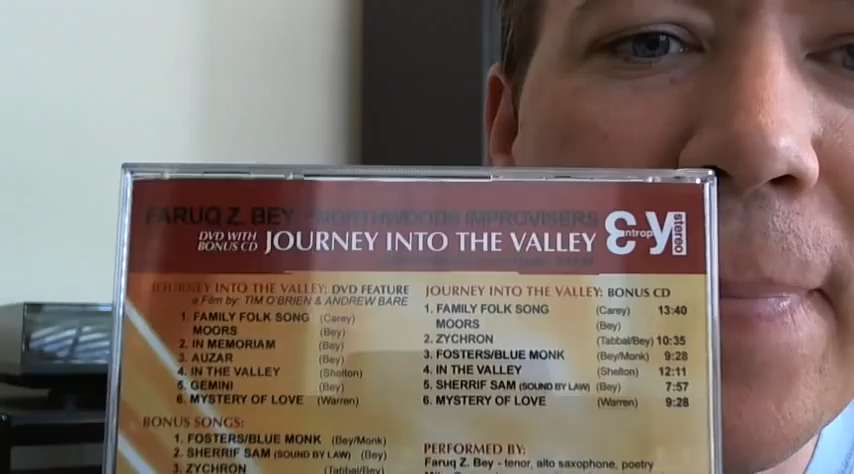 FARUQ Z. BEY NORTHWOODS IMPROVISERS
DVD WITH BONUS CD JOURNEY INTO THE VALLEY entropy stereo
JOURNEY INTO THE VALLEY: DVD FEATURE
a Film by: TIM O'BRIEN & ANDREW BARE
1. FAMILY FOLK SONG (Carey)
MOORS (Bey)
2. IN MEMORIAM (Bey)
3. AUZAR (Bey)
4. IN THE VALLEY (Shelton)
5. GEMINI (Bey)
6. MYSTERY OF LOVE (Warren)
BONUS SONGS:
1. FOSTERS/BLUE MONK (Bey/Monk)
2. SHERRIF SAM (SOUND BY LAW) (Bey)
3. ZYCHRON (Tabbal/Bey)
JOURNEY INTO THE VALLEY: BONUS CD
1. FAMILY FOLK SONG (Carey) 13:40
MOORS (Bey)
2. ZYCHRON (Tabbal/Bey) 10:35
3. FOSTERS/BLUE MONK (Bey/Monk) 9:28
4. IN THE VALLEY (Shelton) 12:11
5. SHERRIF SAM (SOUND BY LAW) (Bey) 7:57
6. MYSTERY OF LOVE (Warren) 9:28
PERFORMED BY:
Faruq Z. Bey - tenor, alto saxophone, poetry